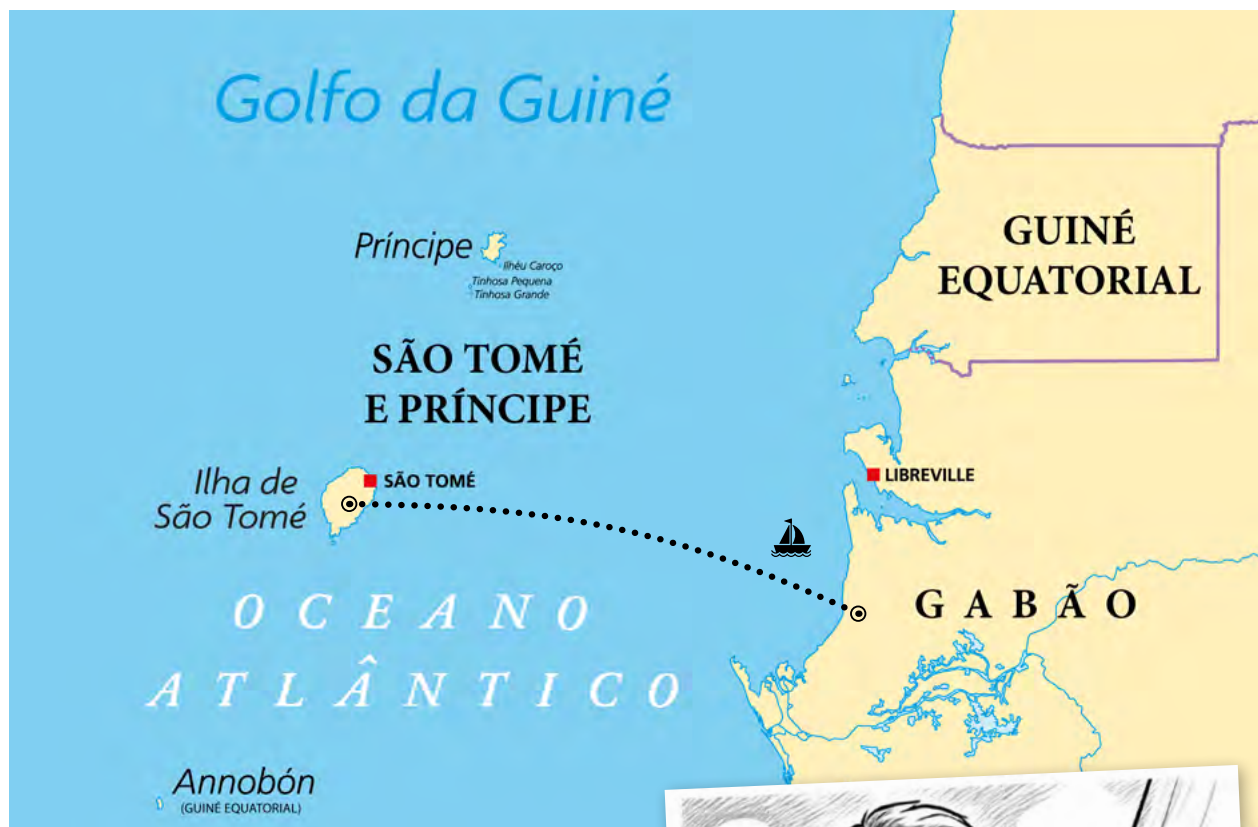 Golfo da Guiné
Príncipe
Ilhéu Caroço
Tinhosa Pequena
Tinhosa Grande
GUINÉ
EQUATORIAL
SÃO TOMÉ
E PRÍNCIPE
Ilha de
São Tomé
SÃO TOMÉ
LIBREVILLE
GABÃO
OCEANO
ATLÂNTICO
Annobón
(GUINÉ EQUATORIAL)